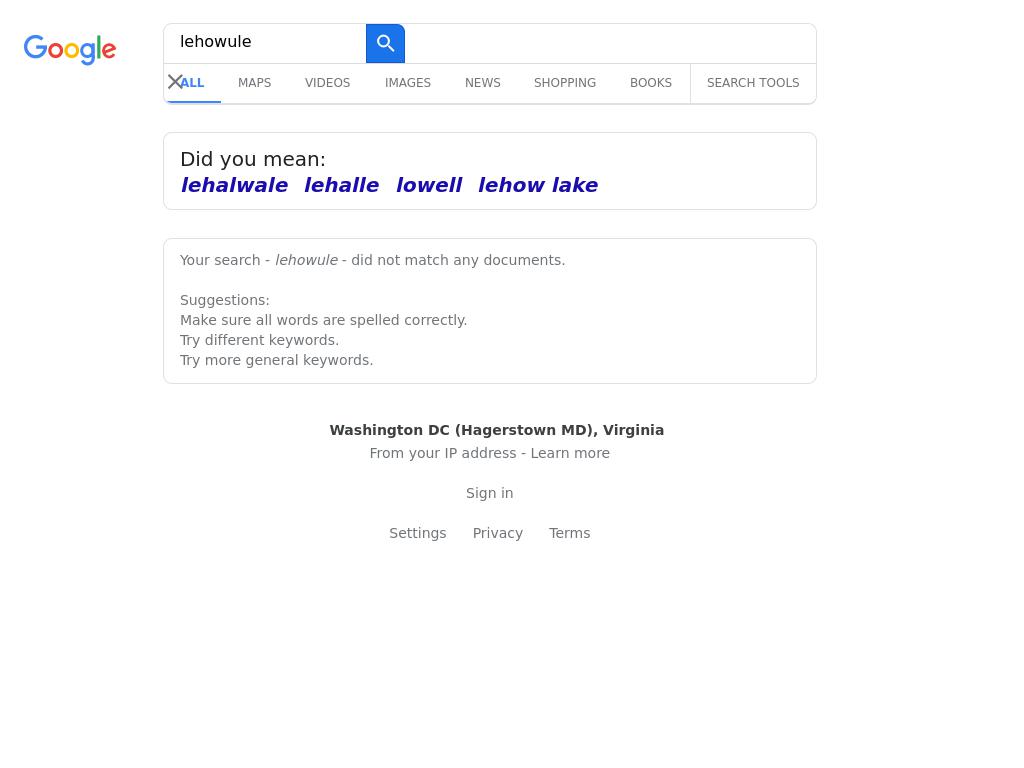 Google
lehowule
ALL MAPS VIDEOS IMAGES NEWS SHOPPING BOOKS SEARCH TOOLS
Did you mean:
lehalwale lehalle lowell lehow lake
Your search - lehowule - did not match any documents.
Suggestions:
Make sure all words are spelled correctly.
Try different keywords.
Try more general keywords.
Washington DC (Hagerstown MD), Virginia
From your IP address - Learn more
Sign in
Settings Privacy Terms